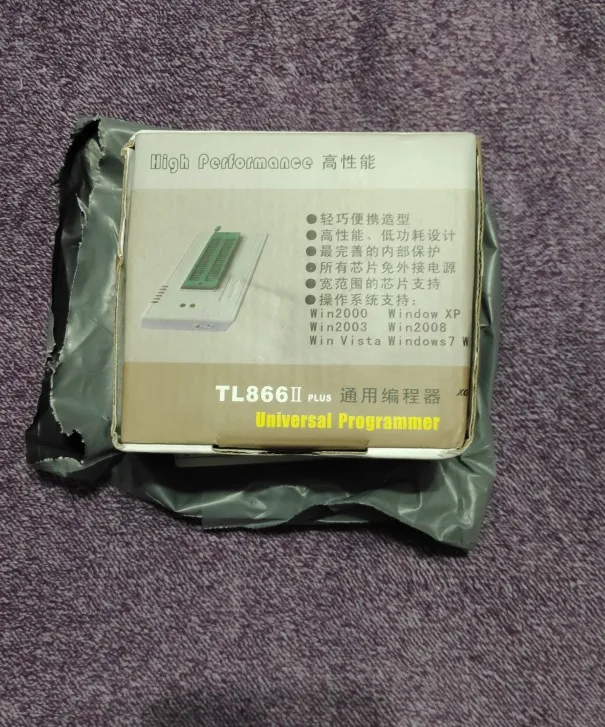 High Performance 高性能
●轻巧便携造型
●高性能、低功耗设计
●最完善的内部保护
●所有芯片免外接电源
●宽范围的芯片支持
●操作系统支持：
Win2000 Window XP
Win2003 Win2008
Win Vista Windows7 W
TL866II PLUS 通用编程器 XG
Universal Programmer